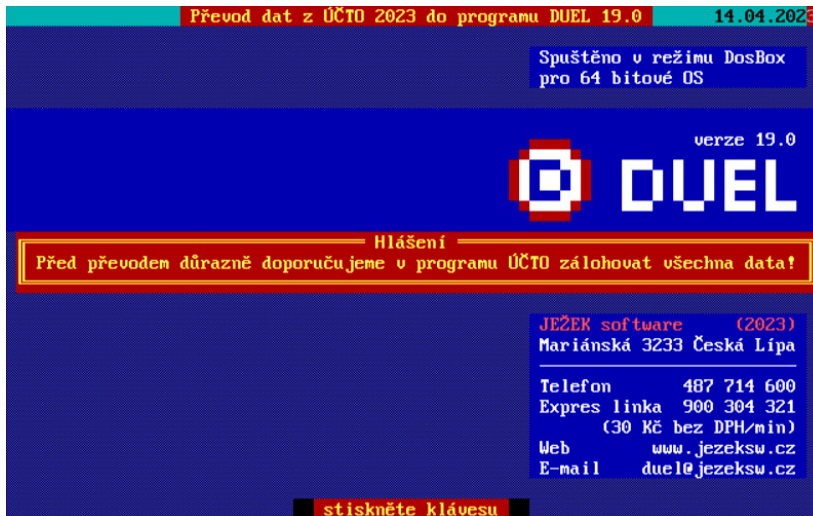 Převod dat z ÚČTO 2023 do programu DUEL 19.0 14.04.2023
Spuštěno v režimu DosBox
pro 64 bitové OS
verze 19.0
DUEL
Hlášení
Před převodem důrazně doporučujeme v programu ÚČTO zálohovat všechna data!
JEŽEK software (2023)
Mariánská 3233 Česká Lípa
Telefon 487 714 600
Expres linka 900 304 321
(30 Kč bez DPH/min)
Web www.jezeksw.cz
E-mail duel@jezeksw.cz
stiskněte klávesu